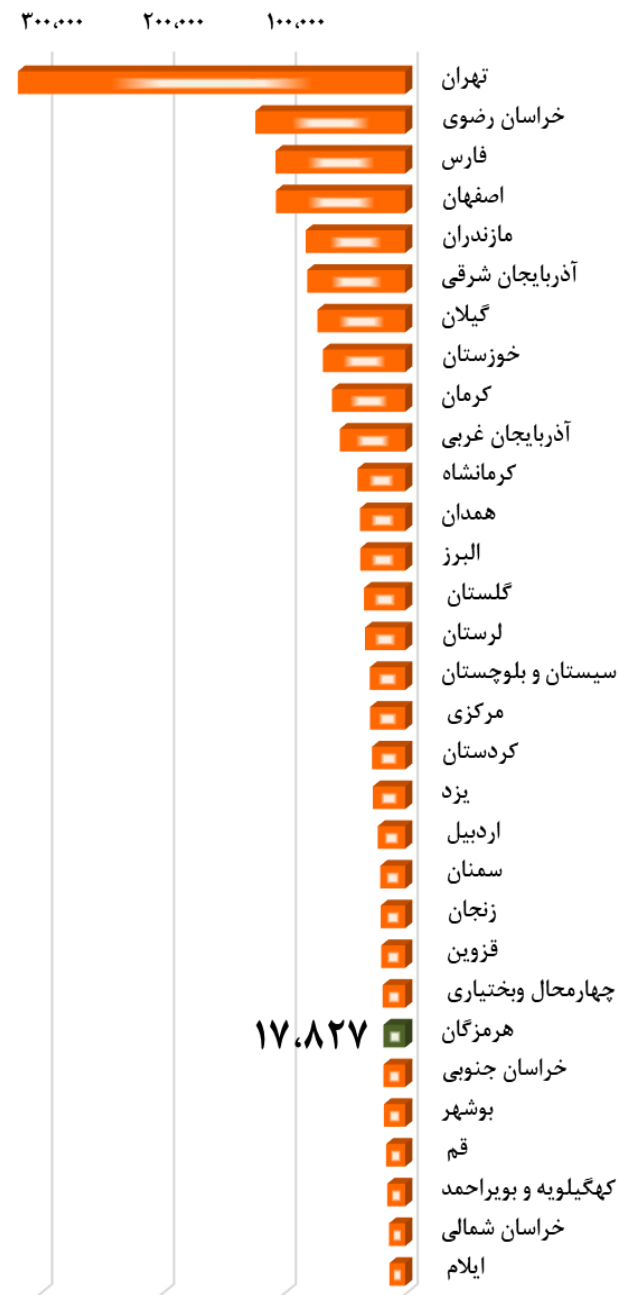 ۳۰۰،۰۰۰ ۲۰۰،۰۰۰ ۱۰۰،۰۰۰
تهران
خراسان رضوی
فارس
اصفهان
مازندران
آذربایجان شرقی
گیلان
خوزستان
کرمان
آذربایجان غربی
کرمانشاه
همدان
البرز
گلستان
لرستان
سیستان و بلوچستان
مرکزی
کردستان
یزد
اردبیل
سمنان
زنجان
قزوین
چهارمحال وبختیاری
هرمزگان ۱۷،۸۲۷
خراسان جنوبی
بوشهر
قم
کهگیلویه و بویراحمد
خراسان شمالی
ایلام